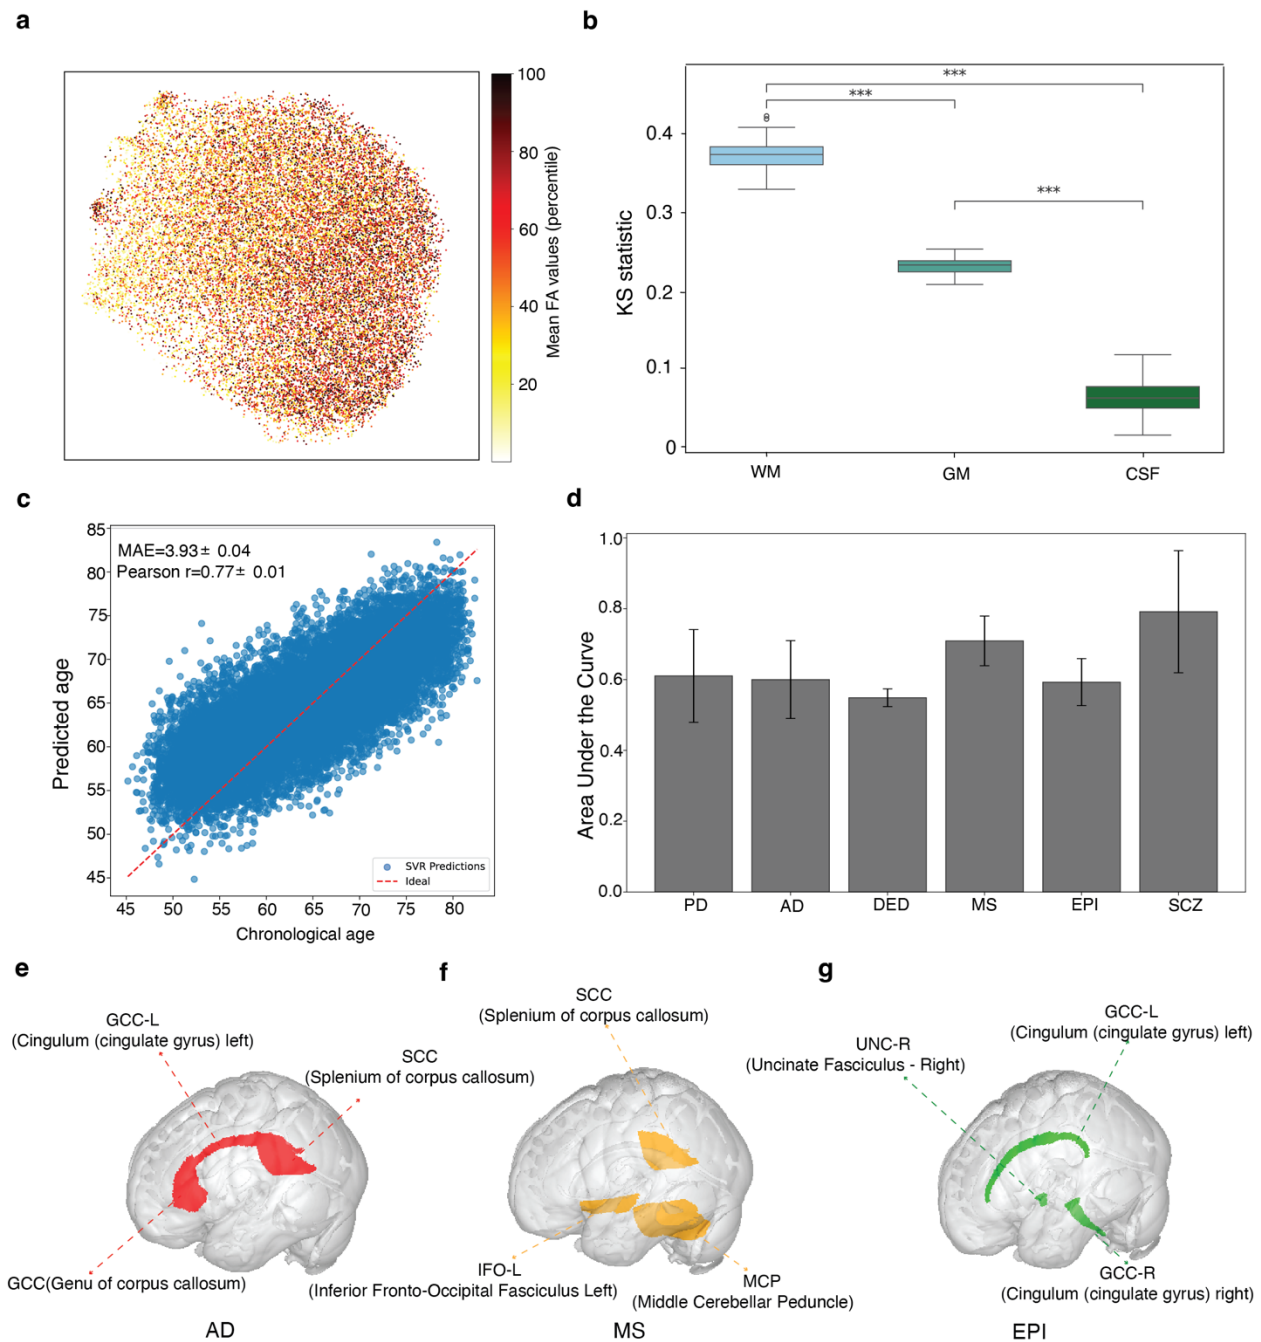 a
100
80
60
40
20
Mean FA values (percentile)
b
***
***
***
0.4
0.3
0.2
0.1
0
KS statistic
WM
GM
CSF
c
MAE=3.93± 0.04
Pearson r=0.77± 0.01
85
80
75
70
65
60
55
50
45
Predicted age
SVR Predictions
Ideal
45 50 55 60 65 70 75 80
Chronological age
d
1.0
0.8
0.6
0.4
0.2
0.0
Area Under the Curve
PD AD DED MS EPI SCZ
e
GCC-L
(Cingulum (cingulate gyrus) left)
SCC
(Splenium of corpus callosum)
GCC(Genu of corpus callosum)
AD
f
SCC
(Splenium of corpus callosum)
IFO-L
(Inferior Fronto-Occipital Fasciculus Left)
MCP
(Middle Cerebellar Peduncle)
MS
g
GCC-L
(Cingulum (cingulate gyrus) left)
UNC-R
(Uncinate Fasciculus - Right)
GCC-R
(Cingulum (cingulate gyrus) right)
EPI